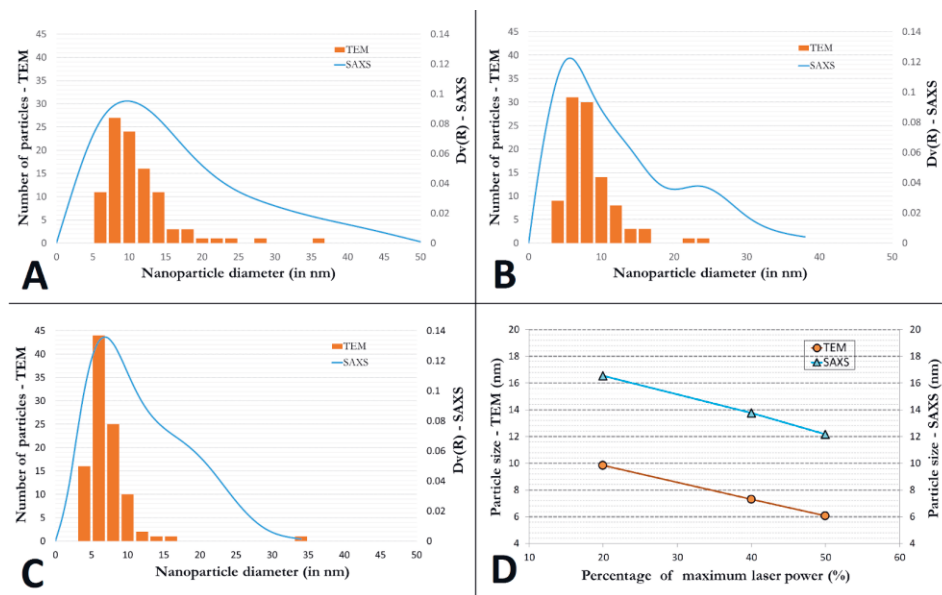 45
40
35
30
25
20
15
10
5
0
Number of particles - TEM
0.14
0.12
0.1
0.08
0.06
0.04
0.02
0
Dv(R) - SAXS
TEM
SAXS
0 5 10 15 20 25 30 35 40 45 50
Nanoparticle diameter (in nm)
A
45
40
35
30
25
20
15
10
5
0
Number of particles - TEM
0.14
0.12
0.1
0.08
0.06
0.04
0.02
0
Dv(R) - SAXS
TEM
SAXS
0 10 20 30 40 50
Nanoparticle diameter (in nm)
B
45
40
35
30
25
20
15
10
5
0
Number of particles - TEM
0.14
0.12
0.1
0.08
0.06
0.04
0.02
0
Dv(R) - SAXS
TEM
SAXS
0 5 10 15 20 25 30 35 40 45 50
Nanoparticle diameter (in nm)
C
20
18
16
14
12
10
8
6
4
Particle size - TEM (nm)
20
18
16
14
12
10
8
6
4
Particle size - SAXS (nm)
TEM
SAXS
10 20 30 40 50 60
Percentage of maximum laser power (%)
D